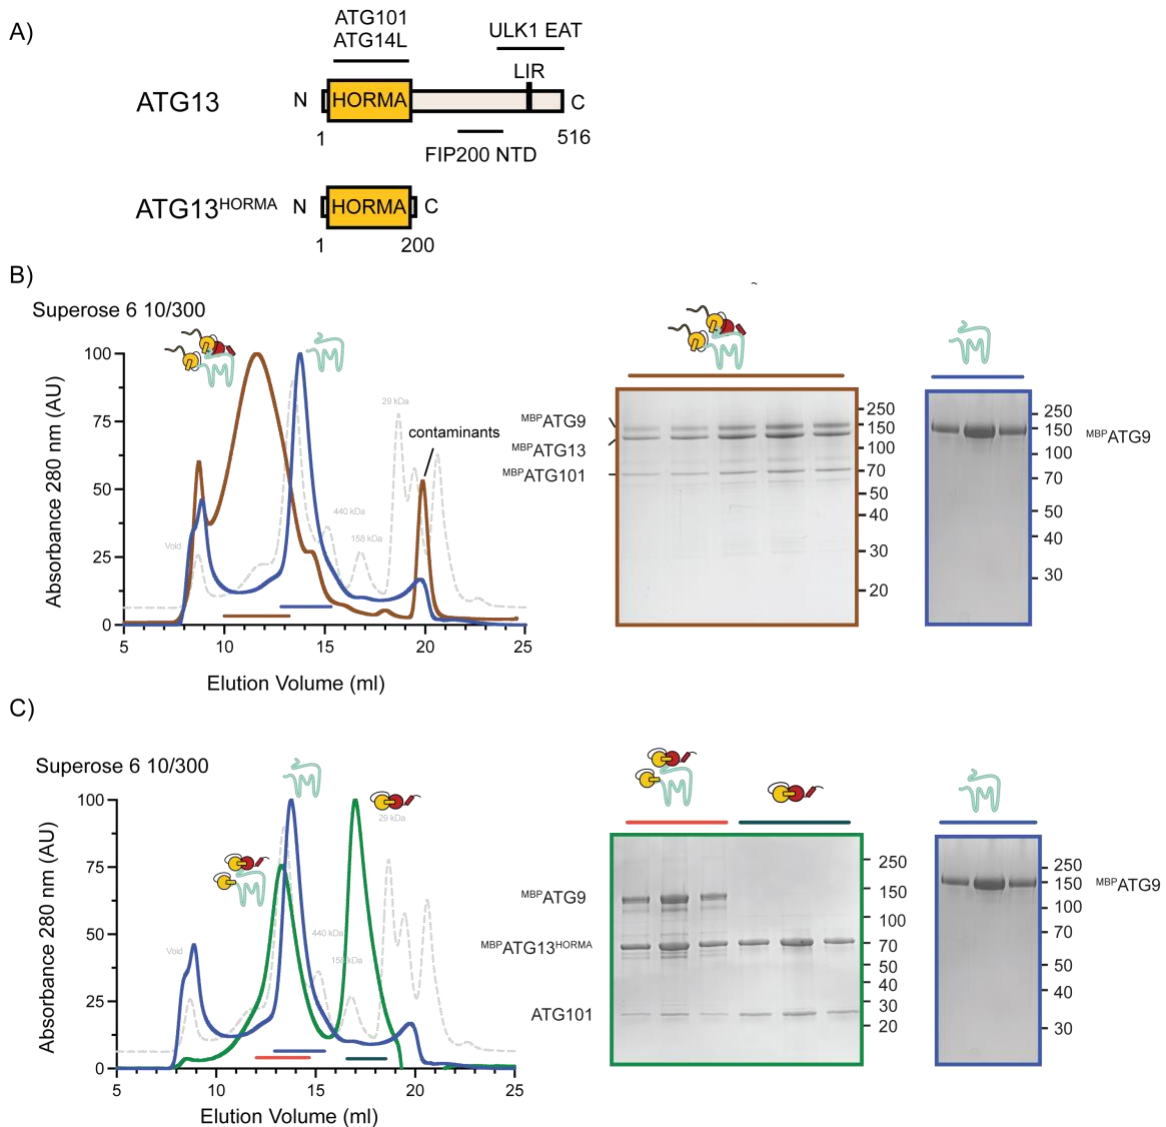 A)
ATG101
ATG14L
ULK1 EAT
LIR
ATG13
N
HORMA
C
1
516
FIP200 NTD
ATG13HORMA
N
HORMA
C
1
200
B)
Superose 6 10/300
100
75
50
25
0
Absorbance 280 nm (AU)
Void
440 kDa
158 kDa
29 kDa
contaminants
5
10
15
20
25
Elution Volume (ml)
MBPATG9
MBPATG13
MBPATG101
250
150
100
70
50
40
30
20
250
150
100
70
50
40
30
MBPATG9
C)
Superose 6 10/300
100
75
50
25
0
Absorbance 280 nm (AU)
Void
440 kDa
158 kDa
29 kDa
5
10
15
20
25
Elution Volume (ml)
MBPATG9
MBPATG13HORMA
ATG101
250
150
100
70
50
40
30
20
250
150
100
70
50
40
30
MBPATG9